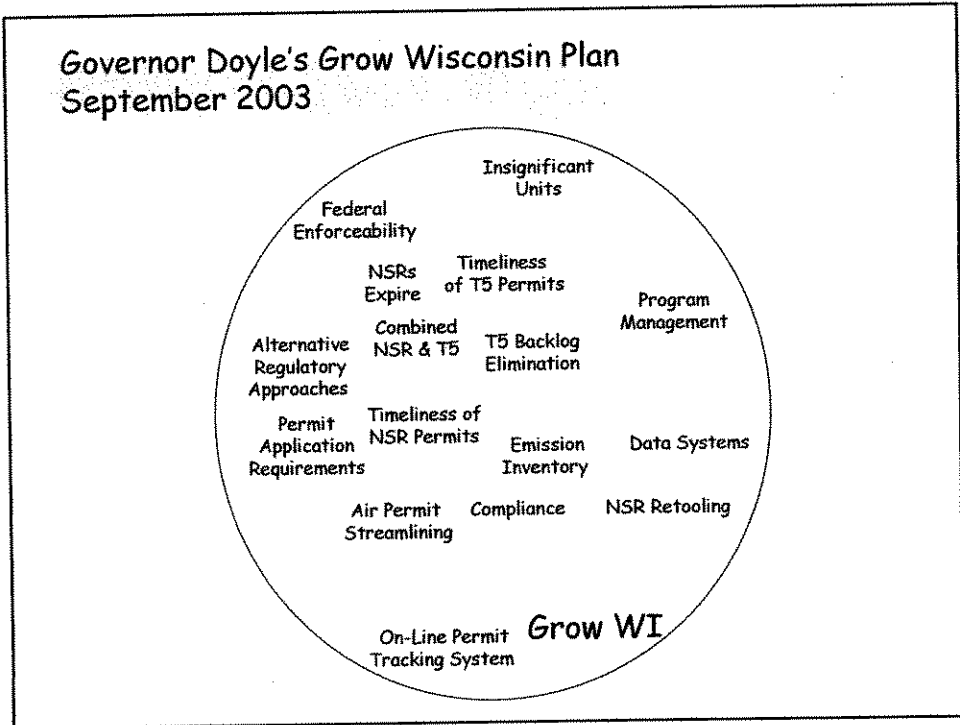 Governor Doyle's Grow Wisconsin Plan
September 2003
Insignificant
Units
Federal
Enforceability
NSRs
Expire
Timeliness
of T5 Permits
Program
Management
Combined
NSR & T5
T5 Backlog
Elimination
Alternative
Regulatory
Approaches
Permit
Application
Requirements
Timeliness of
NSR Permits
Emission
Inventory
Data Systems
Air Permit
Streamlining
Compliance
NSR Retooling
On-Line Permit
Tracking System
Grow WI